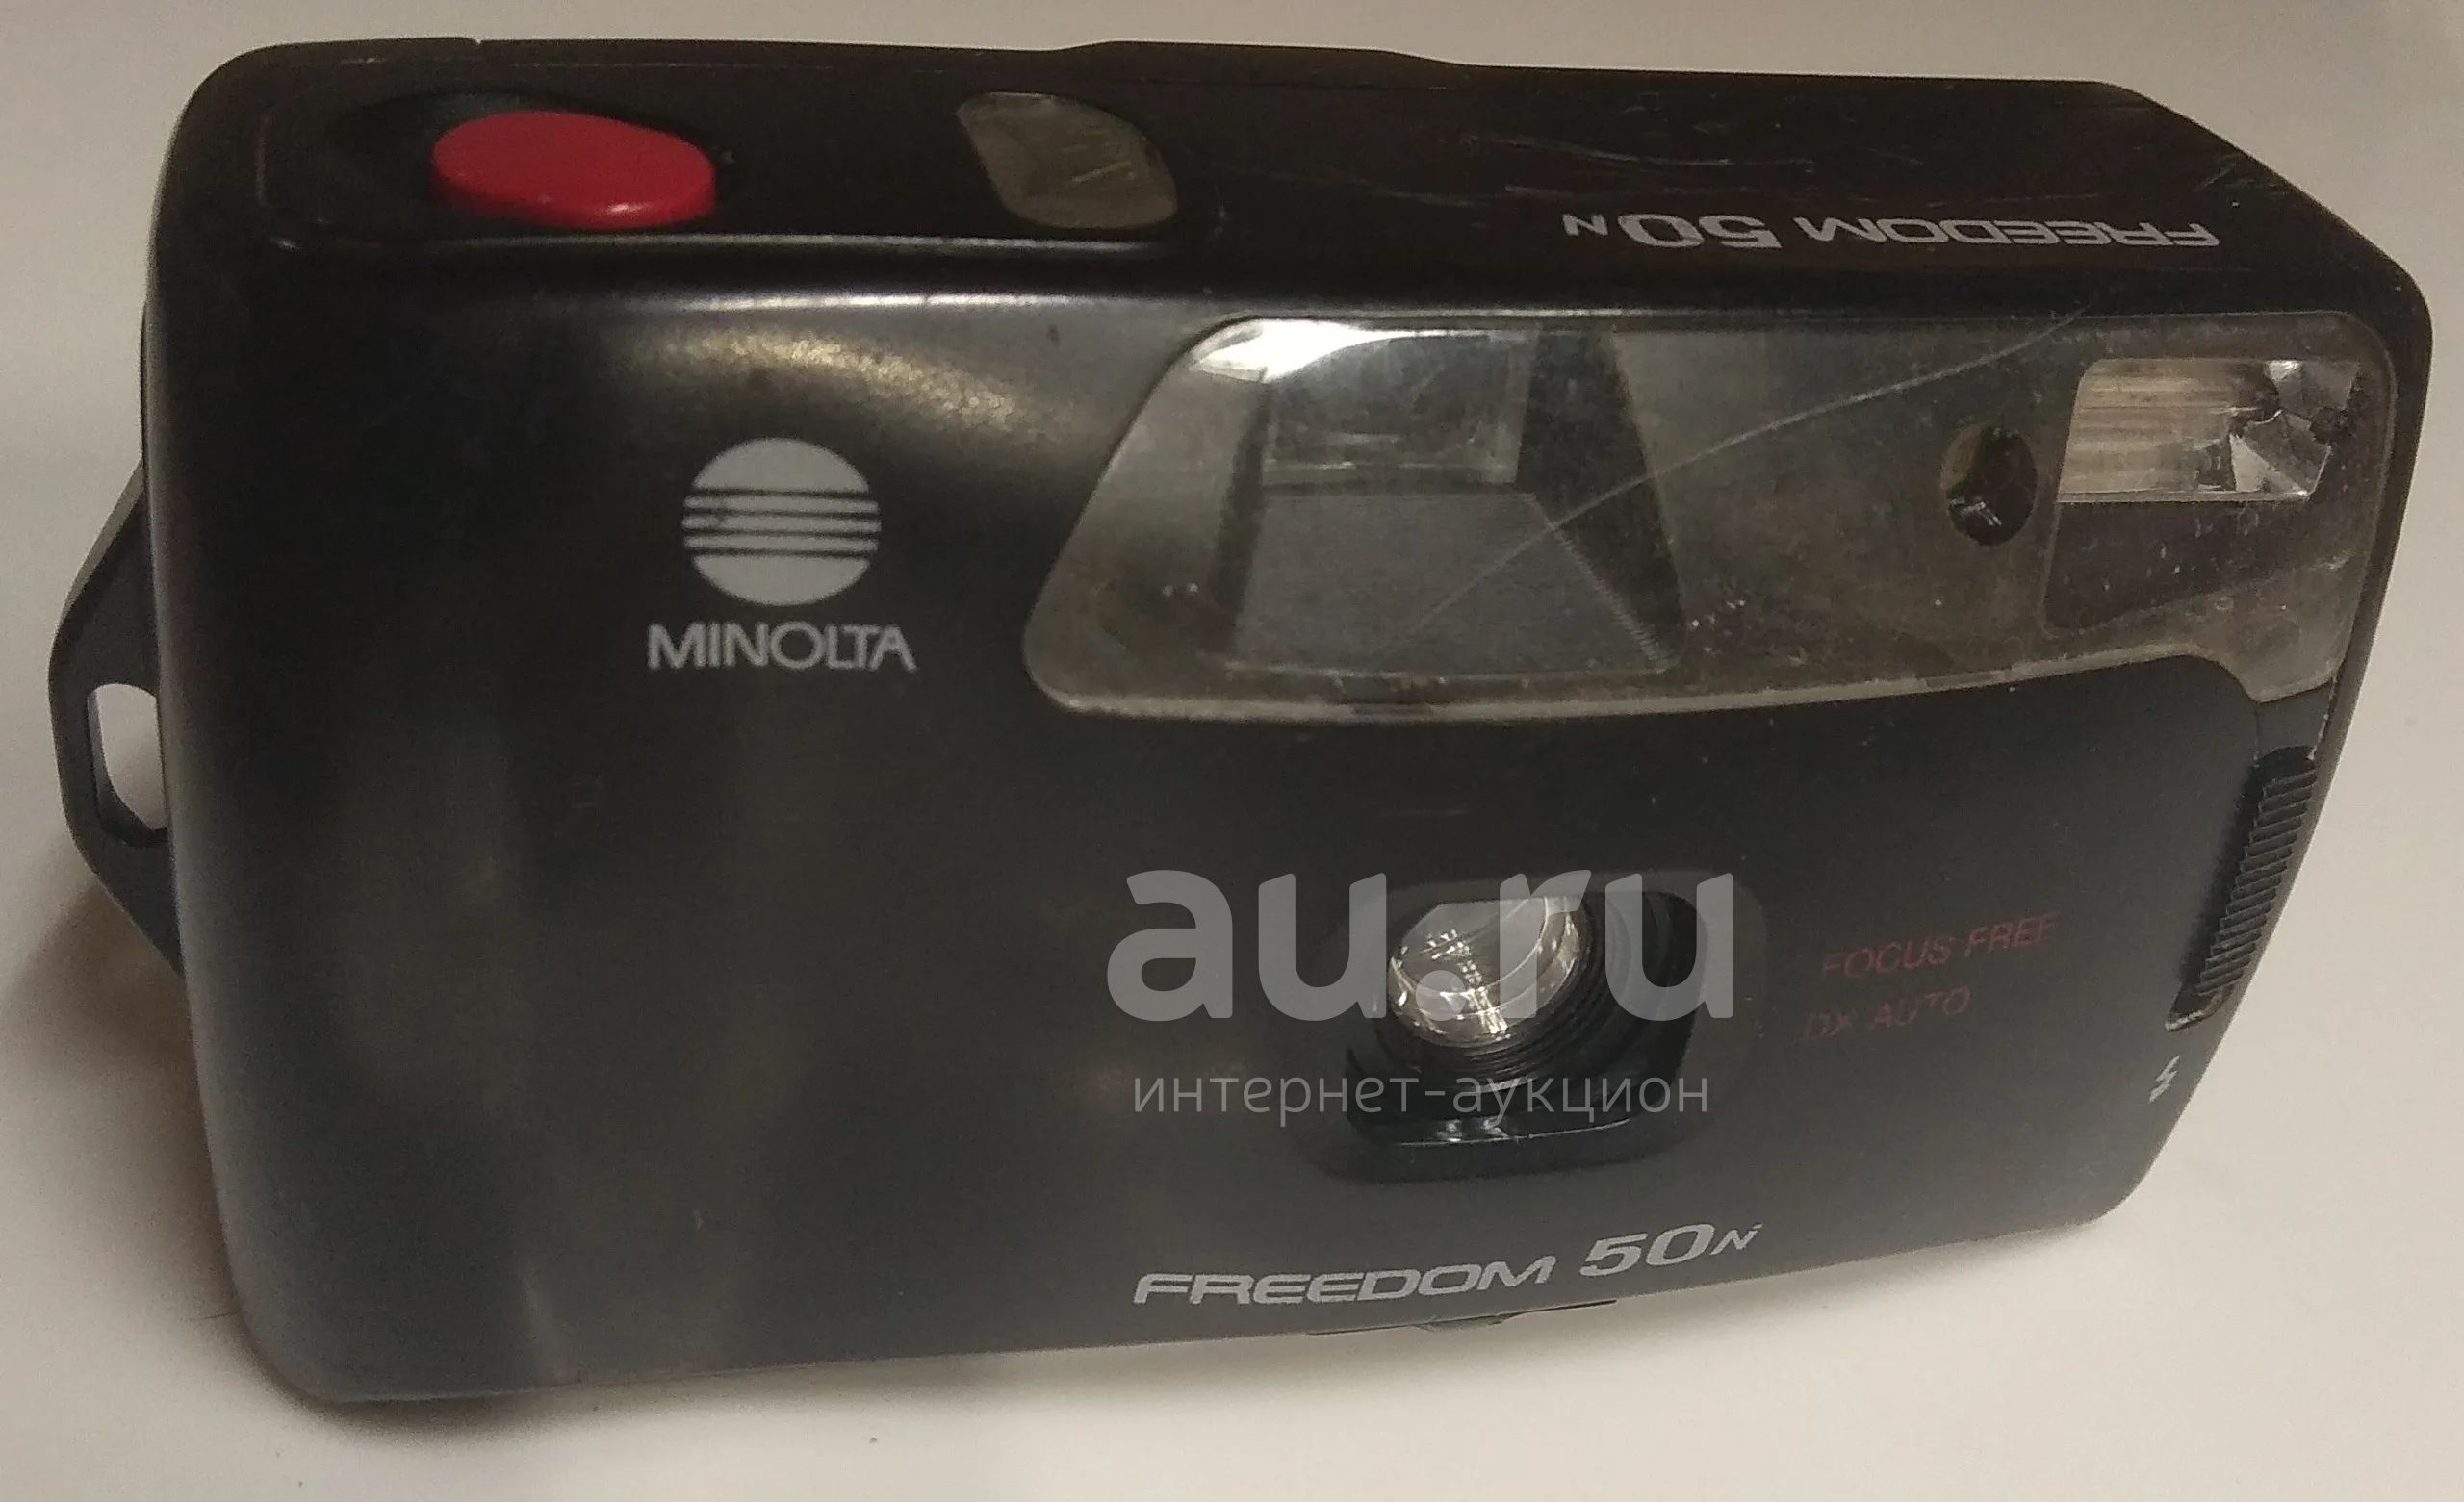 FREEDOM 50N
MINOLTA
au.ru
FOCUS FREE
DX AUTO
интернет-аукцион
FREEDOM 50N